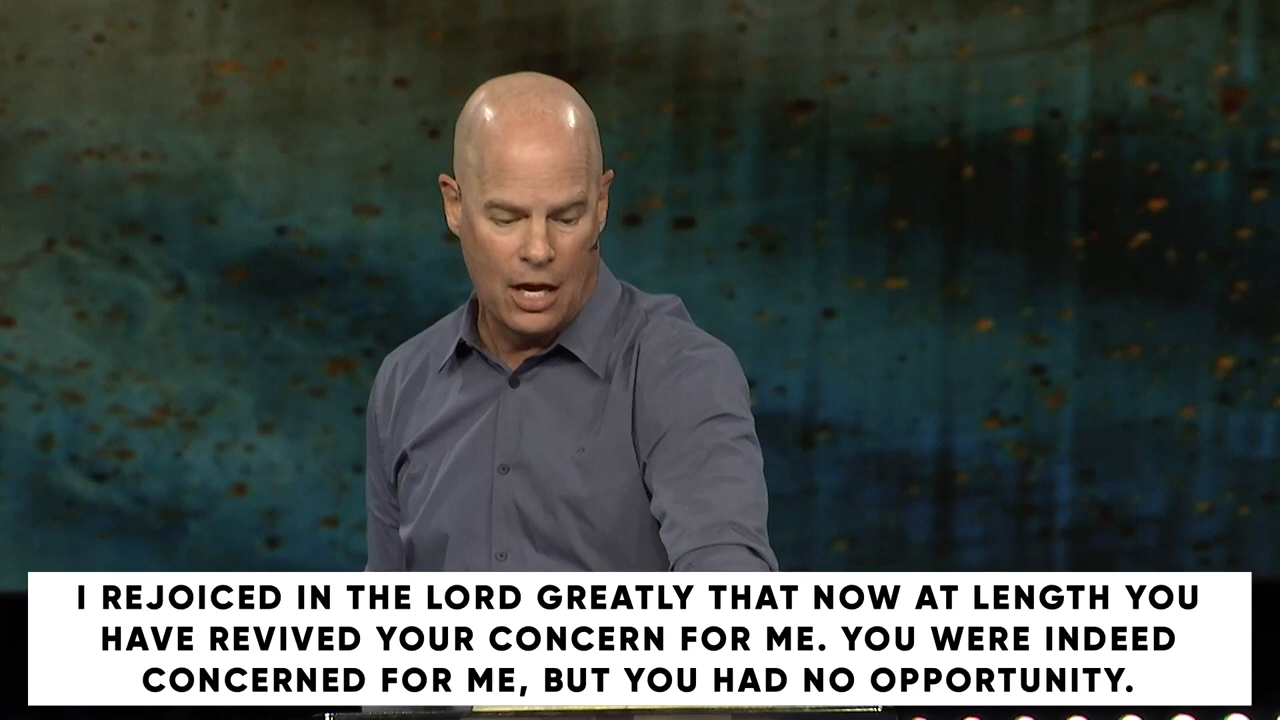 I REJOICED IN THE LORD GREATLY THAT NOW AT LENGTH YOU
HAVE REVIVED YOUR CONCERN FOR ME. YOU WERE INDEED
CONCERNED FOR ME, BUT YOU HAD NO OPPORTUNITY.